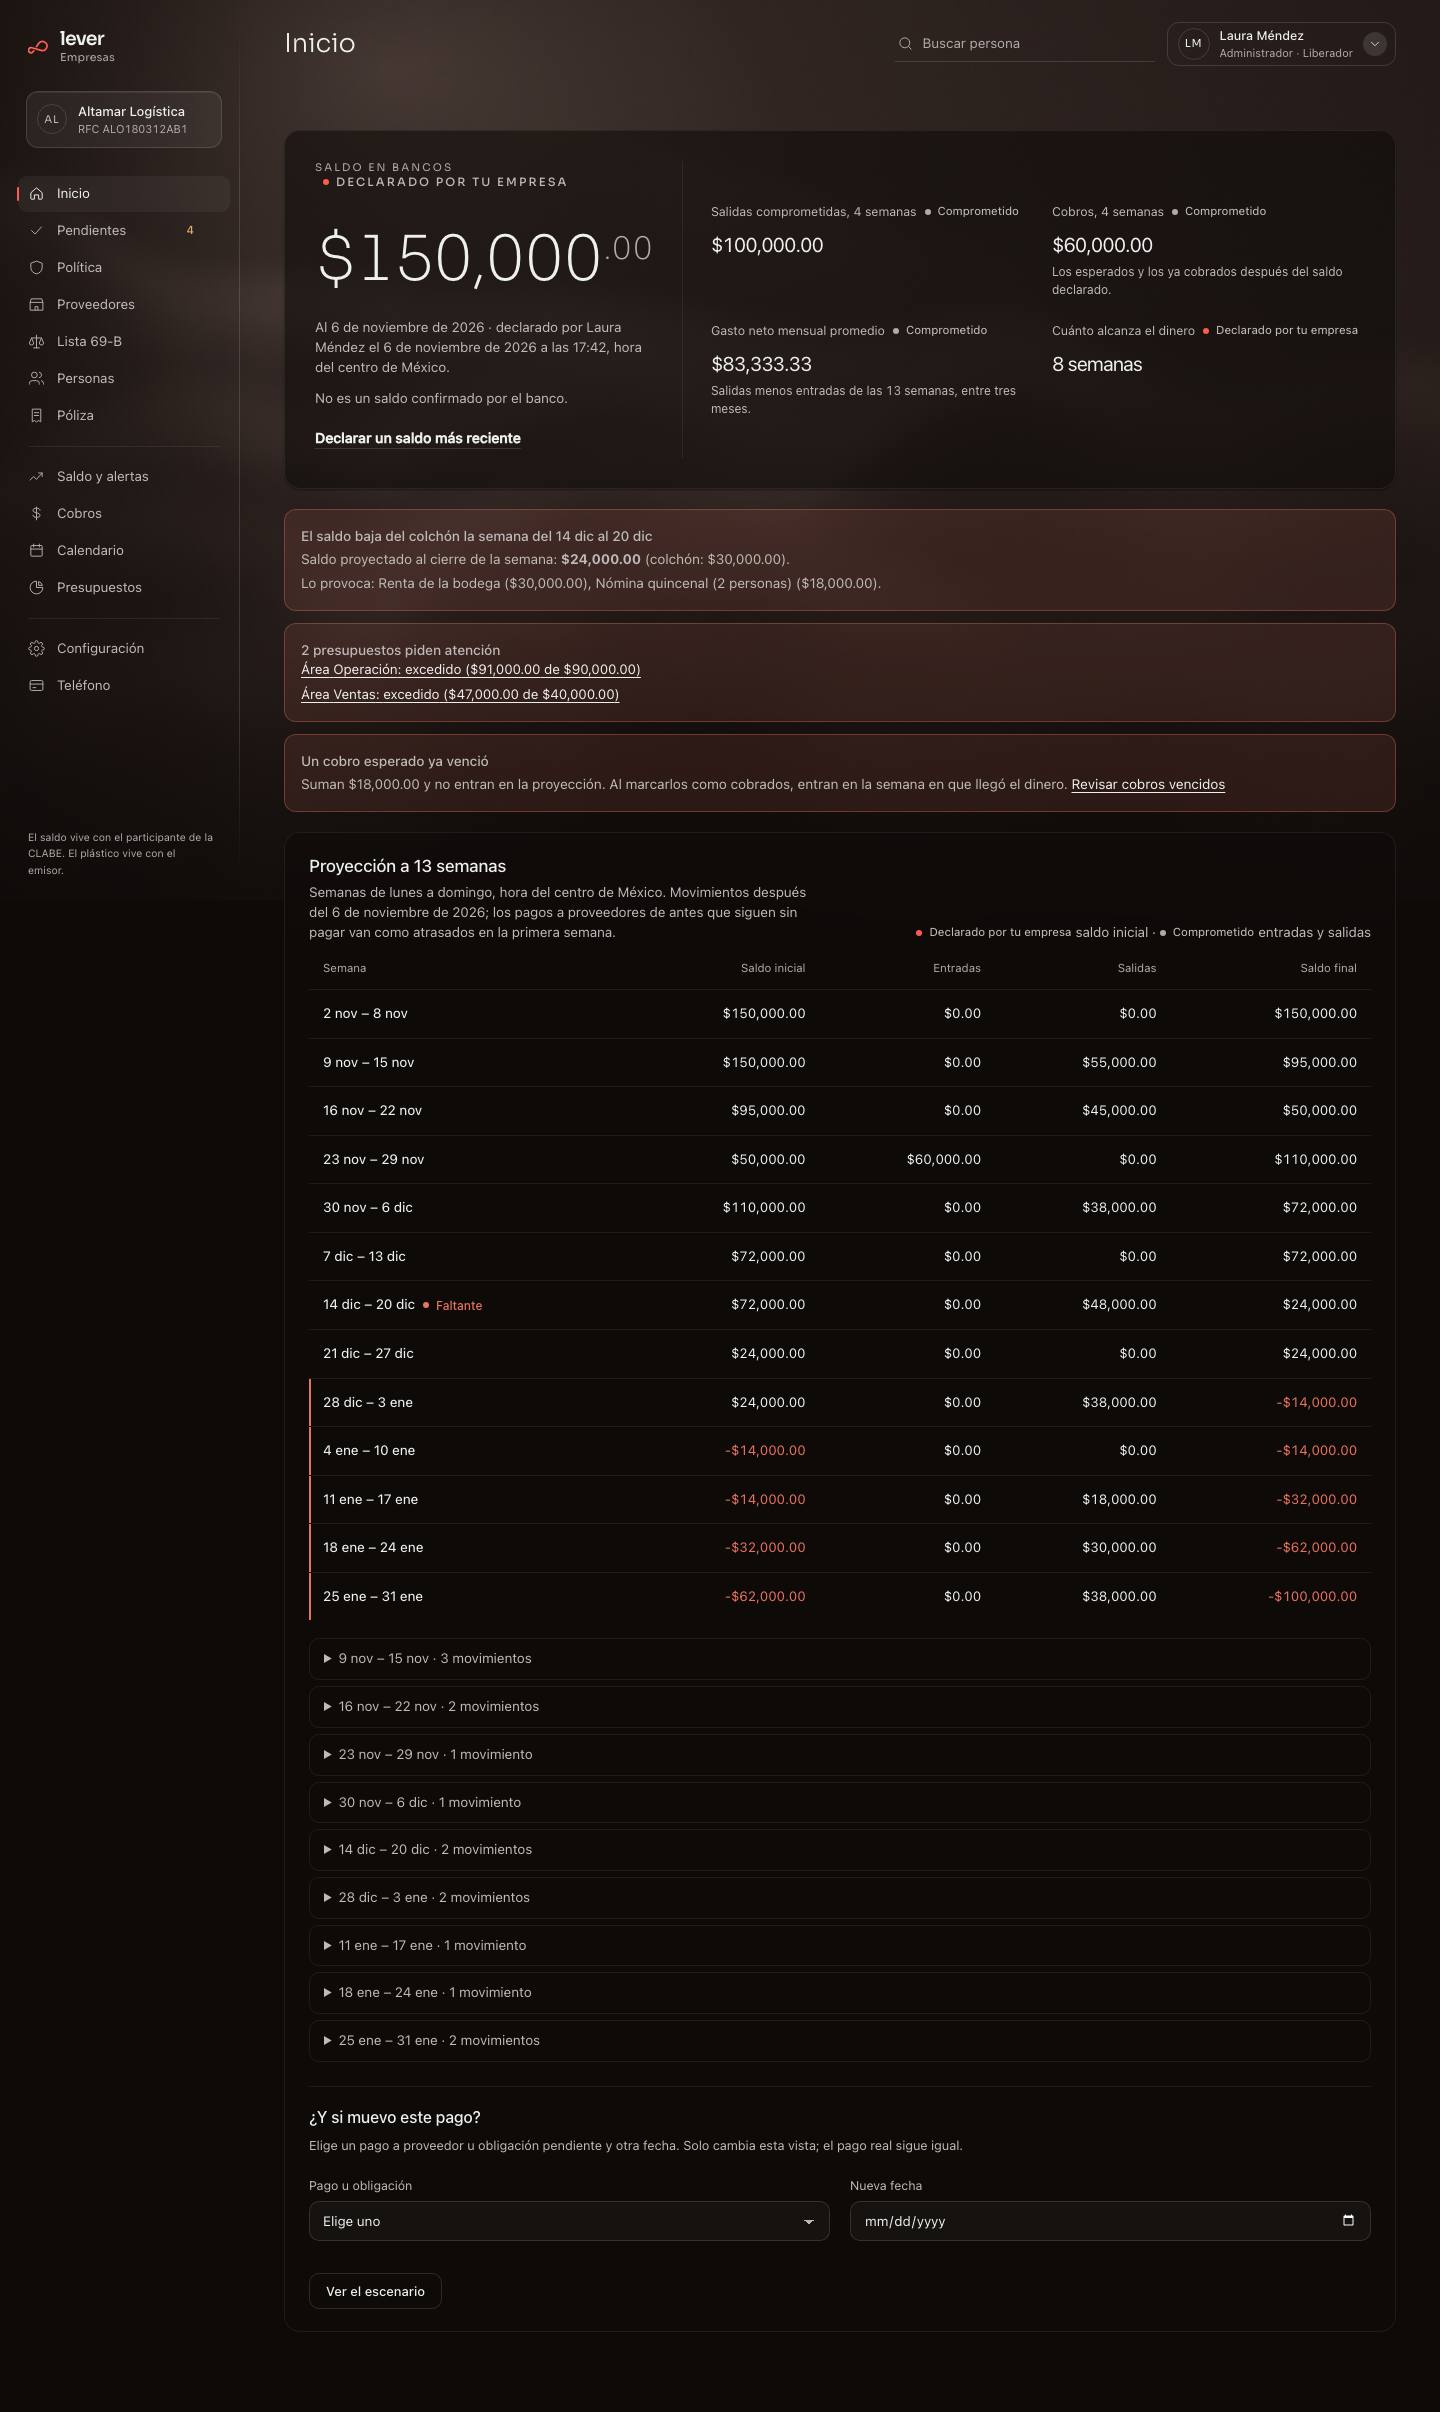 lever
Empresas
AL
Altamar Logística
RFC ALO180312AB1
Inicio
Pendientes 4
Política
Proveedores
Lista 69-B
Personas
Póliza
Saldo y alertas
Cobros
Calendario
Presupuestos
Configuración
Teléfono
El saldo vive con el participante de la
CLABE. El plástico vive con el
emisor.
Inicio
Buscar persona
LM
Laura Méndez
Administrador · Liberador
SALDO EN BANCOS
DECLARADO POR TU EMPRESA
$150,000.00
Al 6 de noviembre de 2026 · declarado por Laura
Méndez el 6 de noviembre de 2026 a las 17:42, hora
del centro de México.
No es un saldo confirmado por el banco.
Declarar un saldo más reciente
Salidas comprometidas, 4 semanas Comprometido
$100,000.00
Cobros, 4 semanas Comprometido
$60,000.00
Los esperados y los ya cobrados después del saldo
declarado.
Gasto neto mensual promedio Comprometido
$83,333.33
Salidas menos entradas de las 13 semanas, entre tres
meses.
Cuánto alcanza el dinero Declarado por tu empresa
8 semanas
El saldo baja del colchón la semana del 14 dic al 20 dic
Saldo proyectado al cierre de la semana: $24,000.00 (colchón: $30,000.00).
Lo provoca: Renta de la bodega ($30,000.00), Nómina quincenal (2 personas) ($18,000.00).
2 presupuestos piden atención
Área Operación: excedido ($91,000.00 de $90,000.00)
Área Ventas: excedido ($47,000.00 de $40,000.00)
Un cobro esperado ya venció
Suman $18,000.00 y no entran en la proyección. Al marcarlos como cobrados, entran en la semana en que llegó el dinero. Revisar cobros vencidos
Proyección a 13 semanas
Semanas de lunes a domingo, hora del centro de México. Movimientos después
del 6 de noviembre de 2026; los pagos a proveedores de antes que siguen sin
pagar van como atrasados en la primera semana.
Declarado por tu empresa saldo inicial · Comprometido entradas y salidas
Semana Saldo inicial Entradas Salidas Saldo final
2 nov – 8 nov $150,000.00 $0.00 $0.00 $150,000.00
9 nov – 15 nov $150,000.00 $0.00 $55,000.00 $95,000.00
16 nov – 22 nov $95,000.00 $0.00 $45,000.00 $50,000.00
23 nov – 29 nov $50,000.00 $60,000.00 $0.00 $110,000.00
30 nov – 6 dic $110,000.00 $0.00 $38,000.00 $72,000.00
7 dic – 13 dic $72,000.00 $0.00 $0.00 $72,000.00
14 dic – 20 dic Faltante $72,000.00 $0.00 $48,000.00 $24,000.00
21 dic – 27 dic $24,000.00 $0.00 $0.00 $24,000.00
28 dic – 3 ene $24,000.00 $0.00 $38,000.00 -$14,000.00
4 ene – 10 ene -$14,000.00 $0.00 $0.00 -$14,000.00
11 ene – 17 ene -$14,000.00 $0.00 $18,000.00 -$32,000.00
18 ene – 24 ene -$32,000.00 $0.00 $30,000.00 -$62,000.00
25 ene – 31 ene -$62,000.00 $0.00 $38,000.00 -$100,000.00
9 nov – 15 nov · 3 movimientos
16 nov – 22 nov · 2 movimientos
23 nov – 29 nov · 1 movimiento
30 nov – 6 dic · 1 movimiento
14 dic – 20 dic · 2 movimientos
28 dic – 3 ene · 2 movimientos
11 ene – 17 ene · 1 movimiento
18 ene – 24 ene · 1 movimiento
25 ene – 31 ene · 2 movimientos
¿Y si muevo este pago?
Elige un pago a proveedor u obligación pendiente y otra fecha. Solo cambia esta vista; el pago real sigue igual.
Pago u obligación
Elige uno
Nueva fecha
mm/dd/yyyy
Ver el escenario